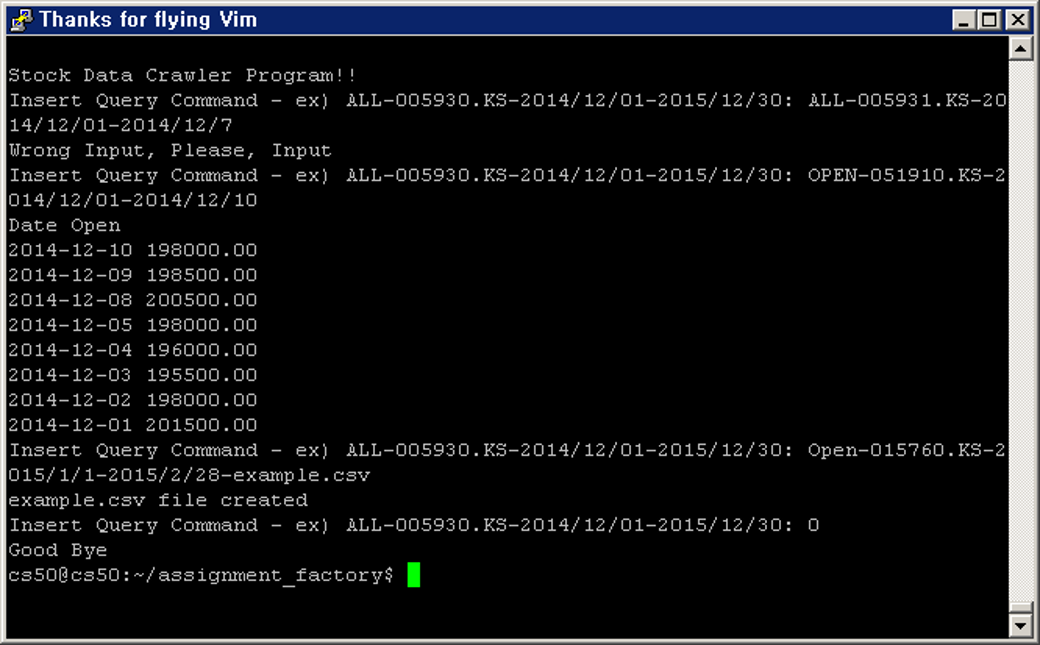 Thanks for flying Vim
Stock Data Crawler Program!!
Insert Query Command - ex) ALL-005930.KS-2014/12/01-2015/12/30: ALL-005931.KS-20
14/12/01-2014/12/7
Wrong Input, Please, Input
Insert Query Command - ex) ALL-005930.KS-2014/12/01-2015/12/30: OPEN-051910.KS-2
014/12/01-2014/12/10
Date Open
2014-12-10 198000.00
2014-12-09 198500.00
2014-12-08 200500.00
2014-12-05 198000.00
2014-12-04 196000.00
2014-12-03 195500.00
2014-12-02 198000.00
2014-12-01 201500.00
Insert Query Command - ex) ALL-005930.KS-2014/12/01-2015/12/30: Open-015760.KS-2
015/1/1-2015/2/28-example.csv
example.csv file created
Insert Query Command - ex) ALL-005930.KS-2014/12/01-2015/12/30: 0
Good Bye
cs50@cs50:~/assignment_factory$